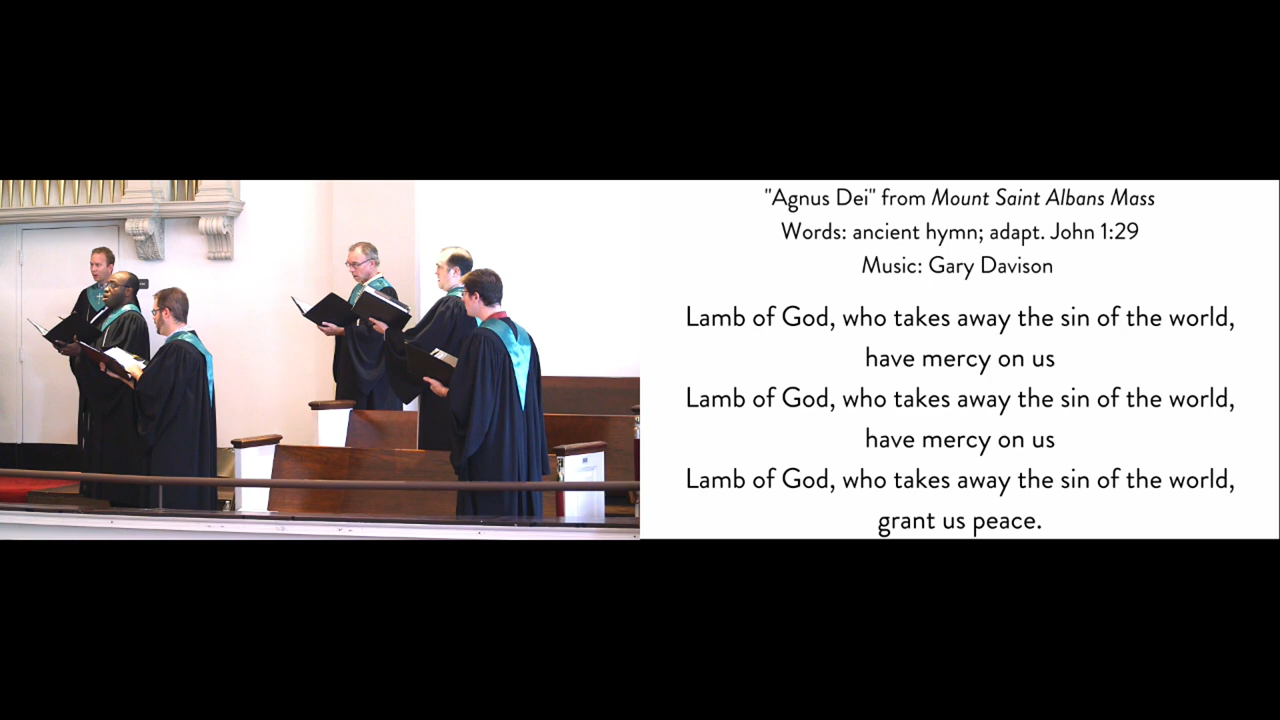 "Agnus Dei" from Mount Saint Albans Mass
Words: ancient hymn; adapt. John 1:29
Music: Gary Davison
Lamb of God, who takes away the sin of the world,
have mercy on us
Lamb of God, who takes away the sin of the world,
have mercy on us
Lamb of God, who takes away the sin of the world,
grant us peace.